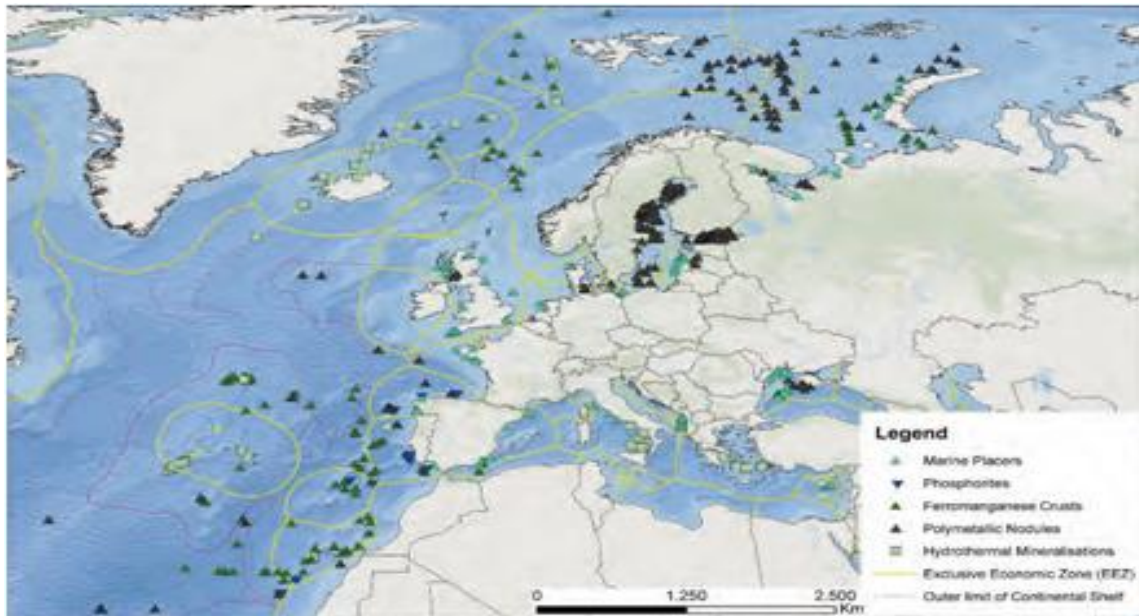 Legend
Marine Placers
Phosphorites
Ferromanganese Crusts
Polymetallic Nodules
Hydrothermal Mineralisations
Exclusive Economic Zone (EEZ)
Outer limit of Continental Shelf
0 1.250 2.500
Km